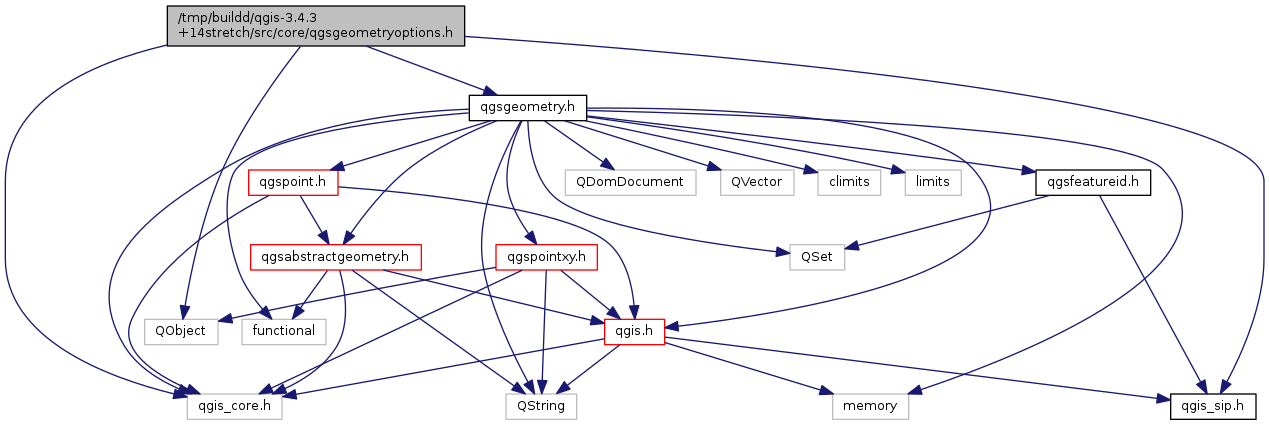 /tmp/buildd/qgis-3.4.3
+14stretch/src/core/qgsgeometryoptions.h
qgsgeometry.h
qgspoint.h
QDomDocument
QVector
climits
limits
qgsfeatureid.h
qgsabstractgeometry.h
qgspointxy.h
QSet
QObject
functional
qgis.h
qgis_core.h
QString
memory
qgis_sip.h